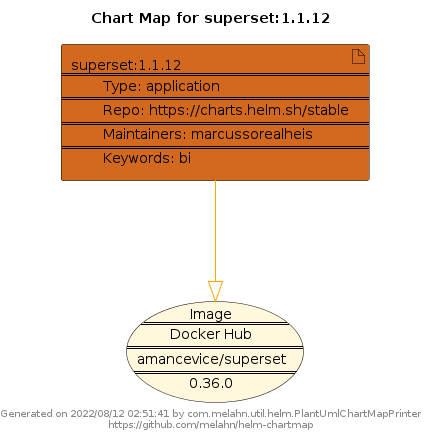 Chart Map for superset:1.1.12
superset:1.1.12
Type: application
Repo: https://charts.helm.sh/stable
Maintainers: marcussorealheis
Keywords: bi
Image
Docker Hub
amancevice/superset
0.36.0
Generated on 2022/08/12 02:51:41 by com.melahn.util.helm.PlantUmlChartMapPrinter
https://github.com/melahn/helm-chartmap